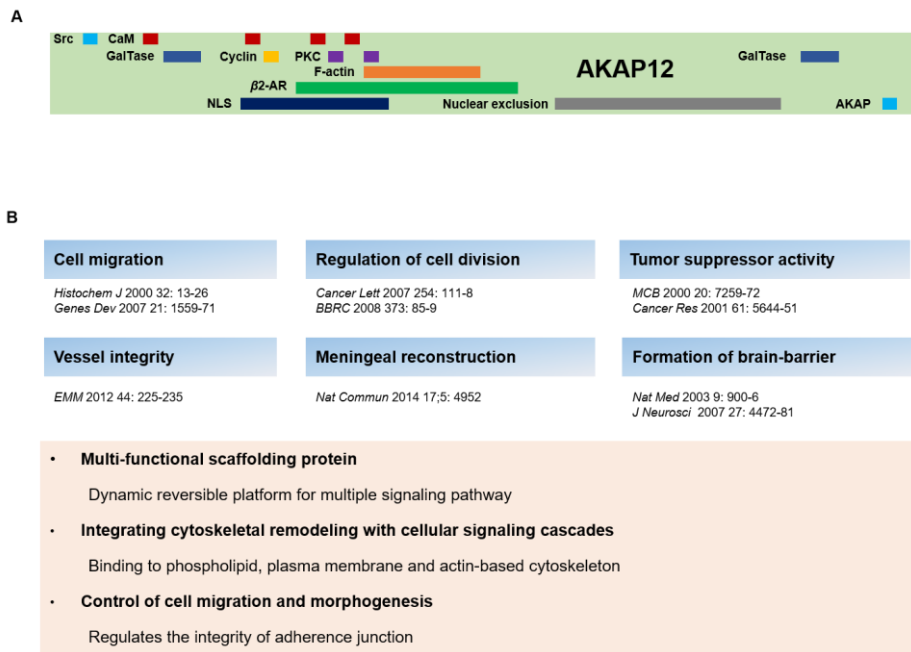 A
Src CaM
GalTase Cyclin PKC GalTase
F-actin AKAP12
β2-AR
NLS Nuclear exclusion AKAP
B
Cell migration
Histochem J 2000 32: 13-26
Genes Dev 2007 21: 1559-71
Regulation of cell division
Cancer Lett 2007 254: 111-8
BBRC 2008 373: 85-9
Tumor suppressor activity
MCB 2000 20: 7259-72
Cancer Res 2001 61: 5644-51
Vessel integrity
EMM 2012 44: 225-235
Meningeal reconstruction
Nat Commun 2014 17;5: 4952
Formation of brain-barrier
Nat Med 2003 9: 900-6
J Neurosci 2007 27: 4472-81
• Multi-functional scaffolding protein
Dynamic reversible platform for multiple signaling pathway
• Integrating cytoskeletal remodeling with cellular signaling cascades
Binding to phospholipid, plasma membrane and actin-based cytoskeleton
• Control of cell migration and morphogenesis
Regulates the integrity of adherence junction